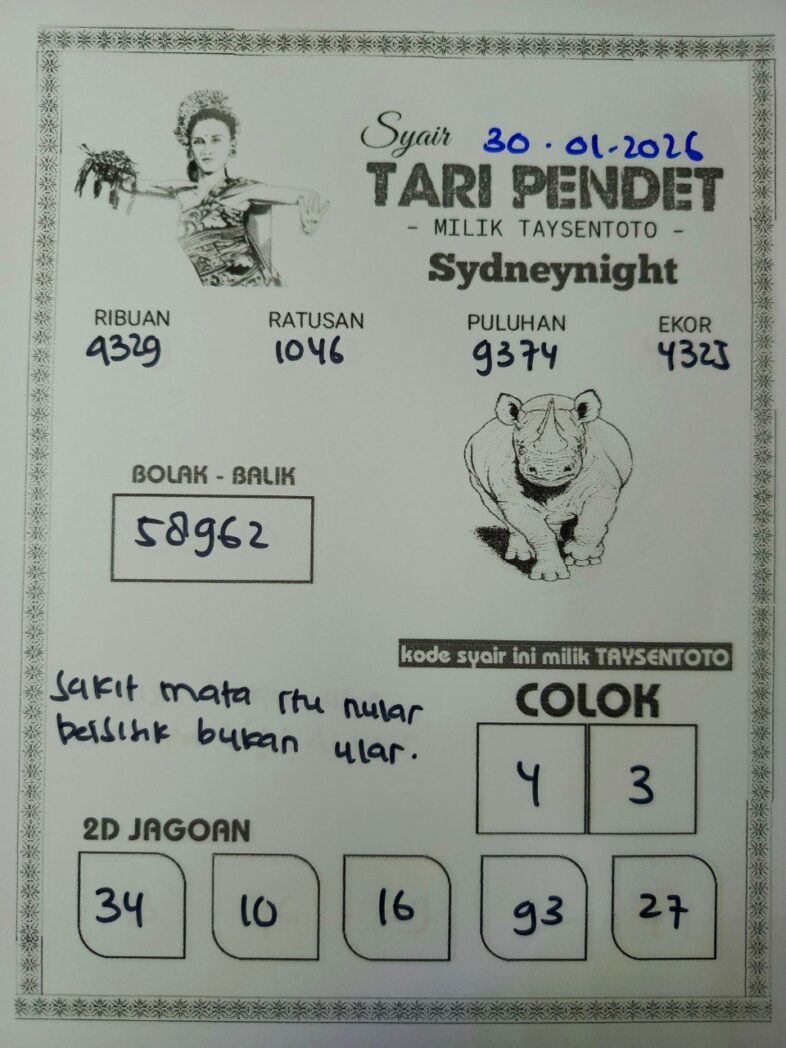 Syair 30.01.2026
TARI PENDET
- MILIK TAYSENTOTO -
Sydneynight
RIBUAN RATUSAN PULUHAN EKOR
9329 1046 9374 4325
BOLAK - BALIK
58962
kode syair ini milik TAYSENTOTO
Sakit mata itu nular
bersisik bukan ular.
COLOK
4 3
2D JAGOAN
34 10 16 93 27